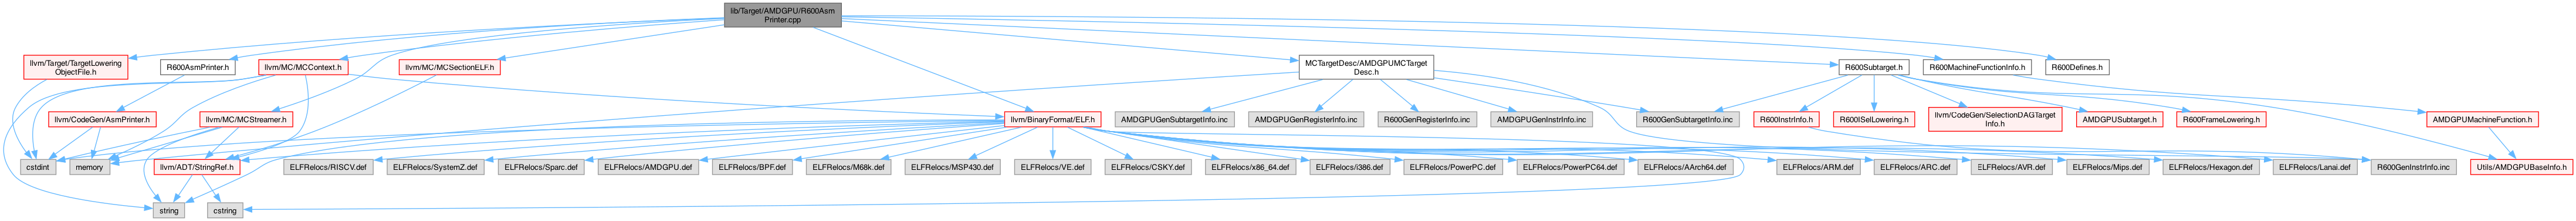 lib/Target/AMDGPU/R600Asm
Printer.cpp
llvm/Target/TargetLowering
ObjectFile.h
R600AsmPrinter.h
llvm/MC/MCContext.h
llvm/MC/MCSectionELF.h
MCTargetDesc/AMDGPUMCTarget
Desc.h
R600Subtarget.h
R600MachineFunctionInfo.h
R600Defines.h
llvm/CodeGen/AsmPrinter.h
llvm/MC/MCStreamer.h
llvm/BinaryFormat/ELF.h
AMDGPUGenSubtargetInfo.inc
AMDGPUGenRegisterInfo.inc
R600GenRegisterInfo.inc
AMDGPUGenInstrInfo.inc
R600GenSubtargetInfo.inc
R600InstrInfo.h
R600ISelLowering.h
llvm/CodeGen/SelectionDAGTarget
Info.h
AMDGPUSubtarget.h
R600FrameLowering.h
AMDGPUMachineFunction.h
cstdint
memory
llvm/ADT/StringRef.h
ELFRelocs/RISCV.def
ELFRelocs/SystemZ.def
ELFRelocs/Sparc.def
ELFRelocs/AMDGPU.def
ELFRelocs/BPF.def
ELFRelocs/M68k.def
ELFRelocs/MSP430.def
ELFRelocs/VE.def
ELFRelocs/CSKY.def
ELFRelocs/x86_64.def
ELFRelocs/i386.def
ELFRelocs/PowerPC.def
ELFRelocs/PowerPC64.def
ELFRelocs/AArch64.def
ELFRelocs/ARM.def
ELFRelocs/ARC.def
ELFRelocs/AVR.def
ELFRelocs/Mips.def
ELFRelocs/Hexagon.def
ELFRelocs/Lanai.def
R600GenInstrInfo.inc
Utils/AMDGPUBaseInfo.h
string
cstring